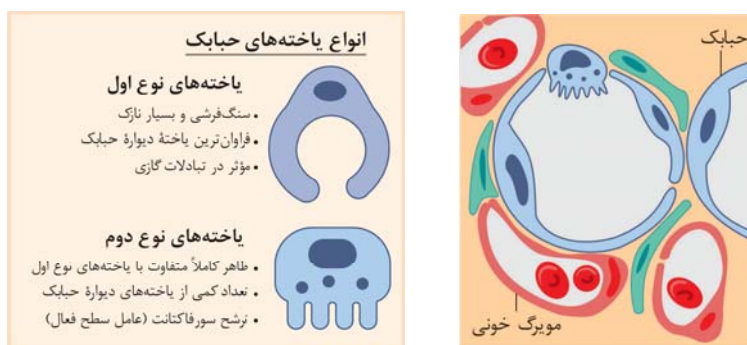 انواع یاخته‌های حبابک
یاخته‌های نوع اول
• سنگ‌فرشی و بسیار نازک
• فراوان‌ترین یاختهٔ دیوارهٔ حبابک
• مؤثر در تبادلات گازی
یاخته‌های نوع دوم
• ظاهر کاملاً متفاوت با یاخته‌های نوع اول
• تعداد کمی از یاخته‌های دیوارهٔ حبابک
• ترشح سورفاکتانت (عامل سطح فعال)
حبابک
مویرگ خونی